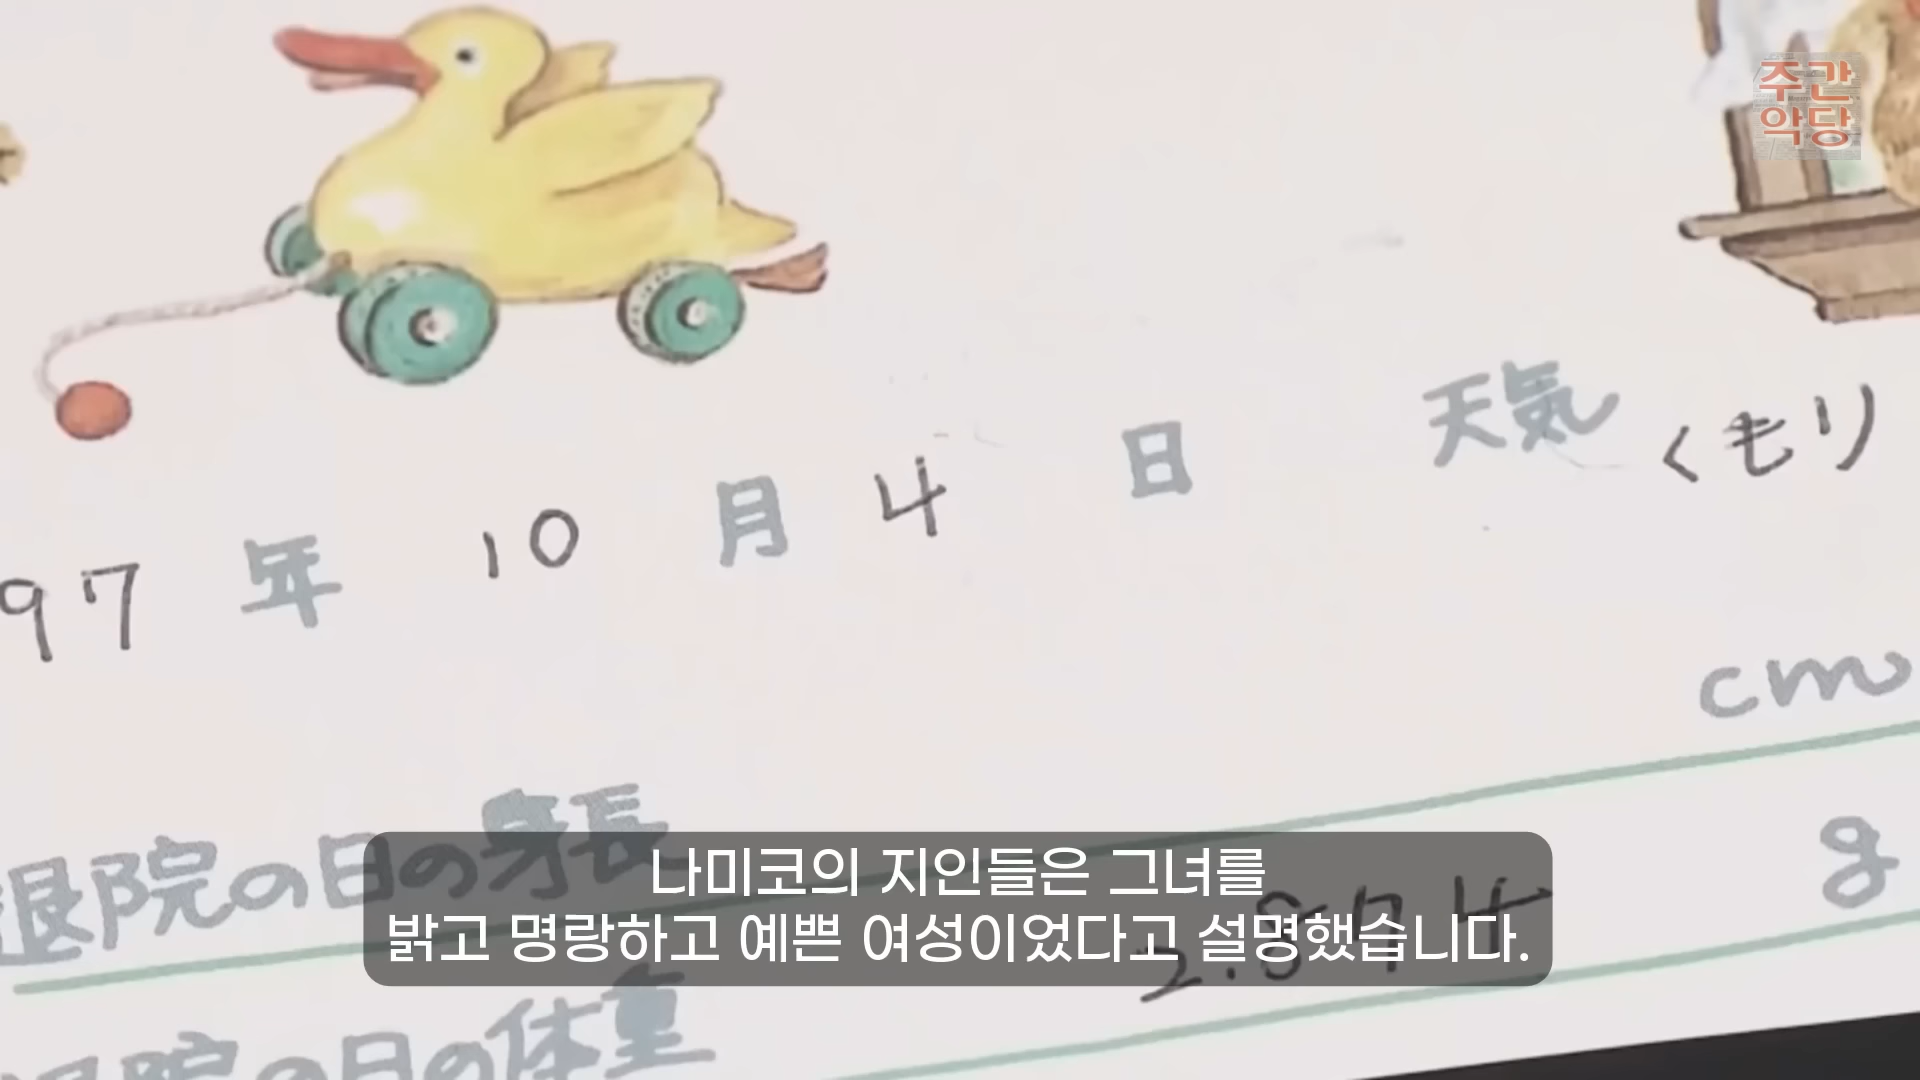 주간
악당
97 年 10 月 4 日 天気 くもり
cm
退院の日の身長
g
2.874
退院の日の体重
나미코의 지인들은 그녀를
밝고 명랑하고 예쁜 여성이었다고 설명했습니다.